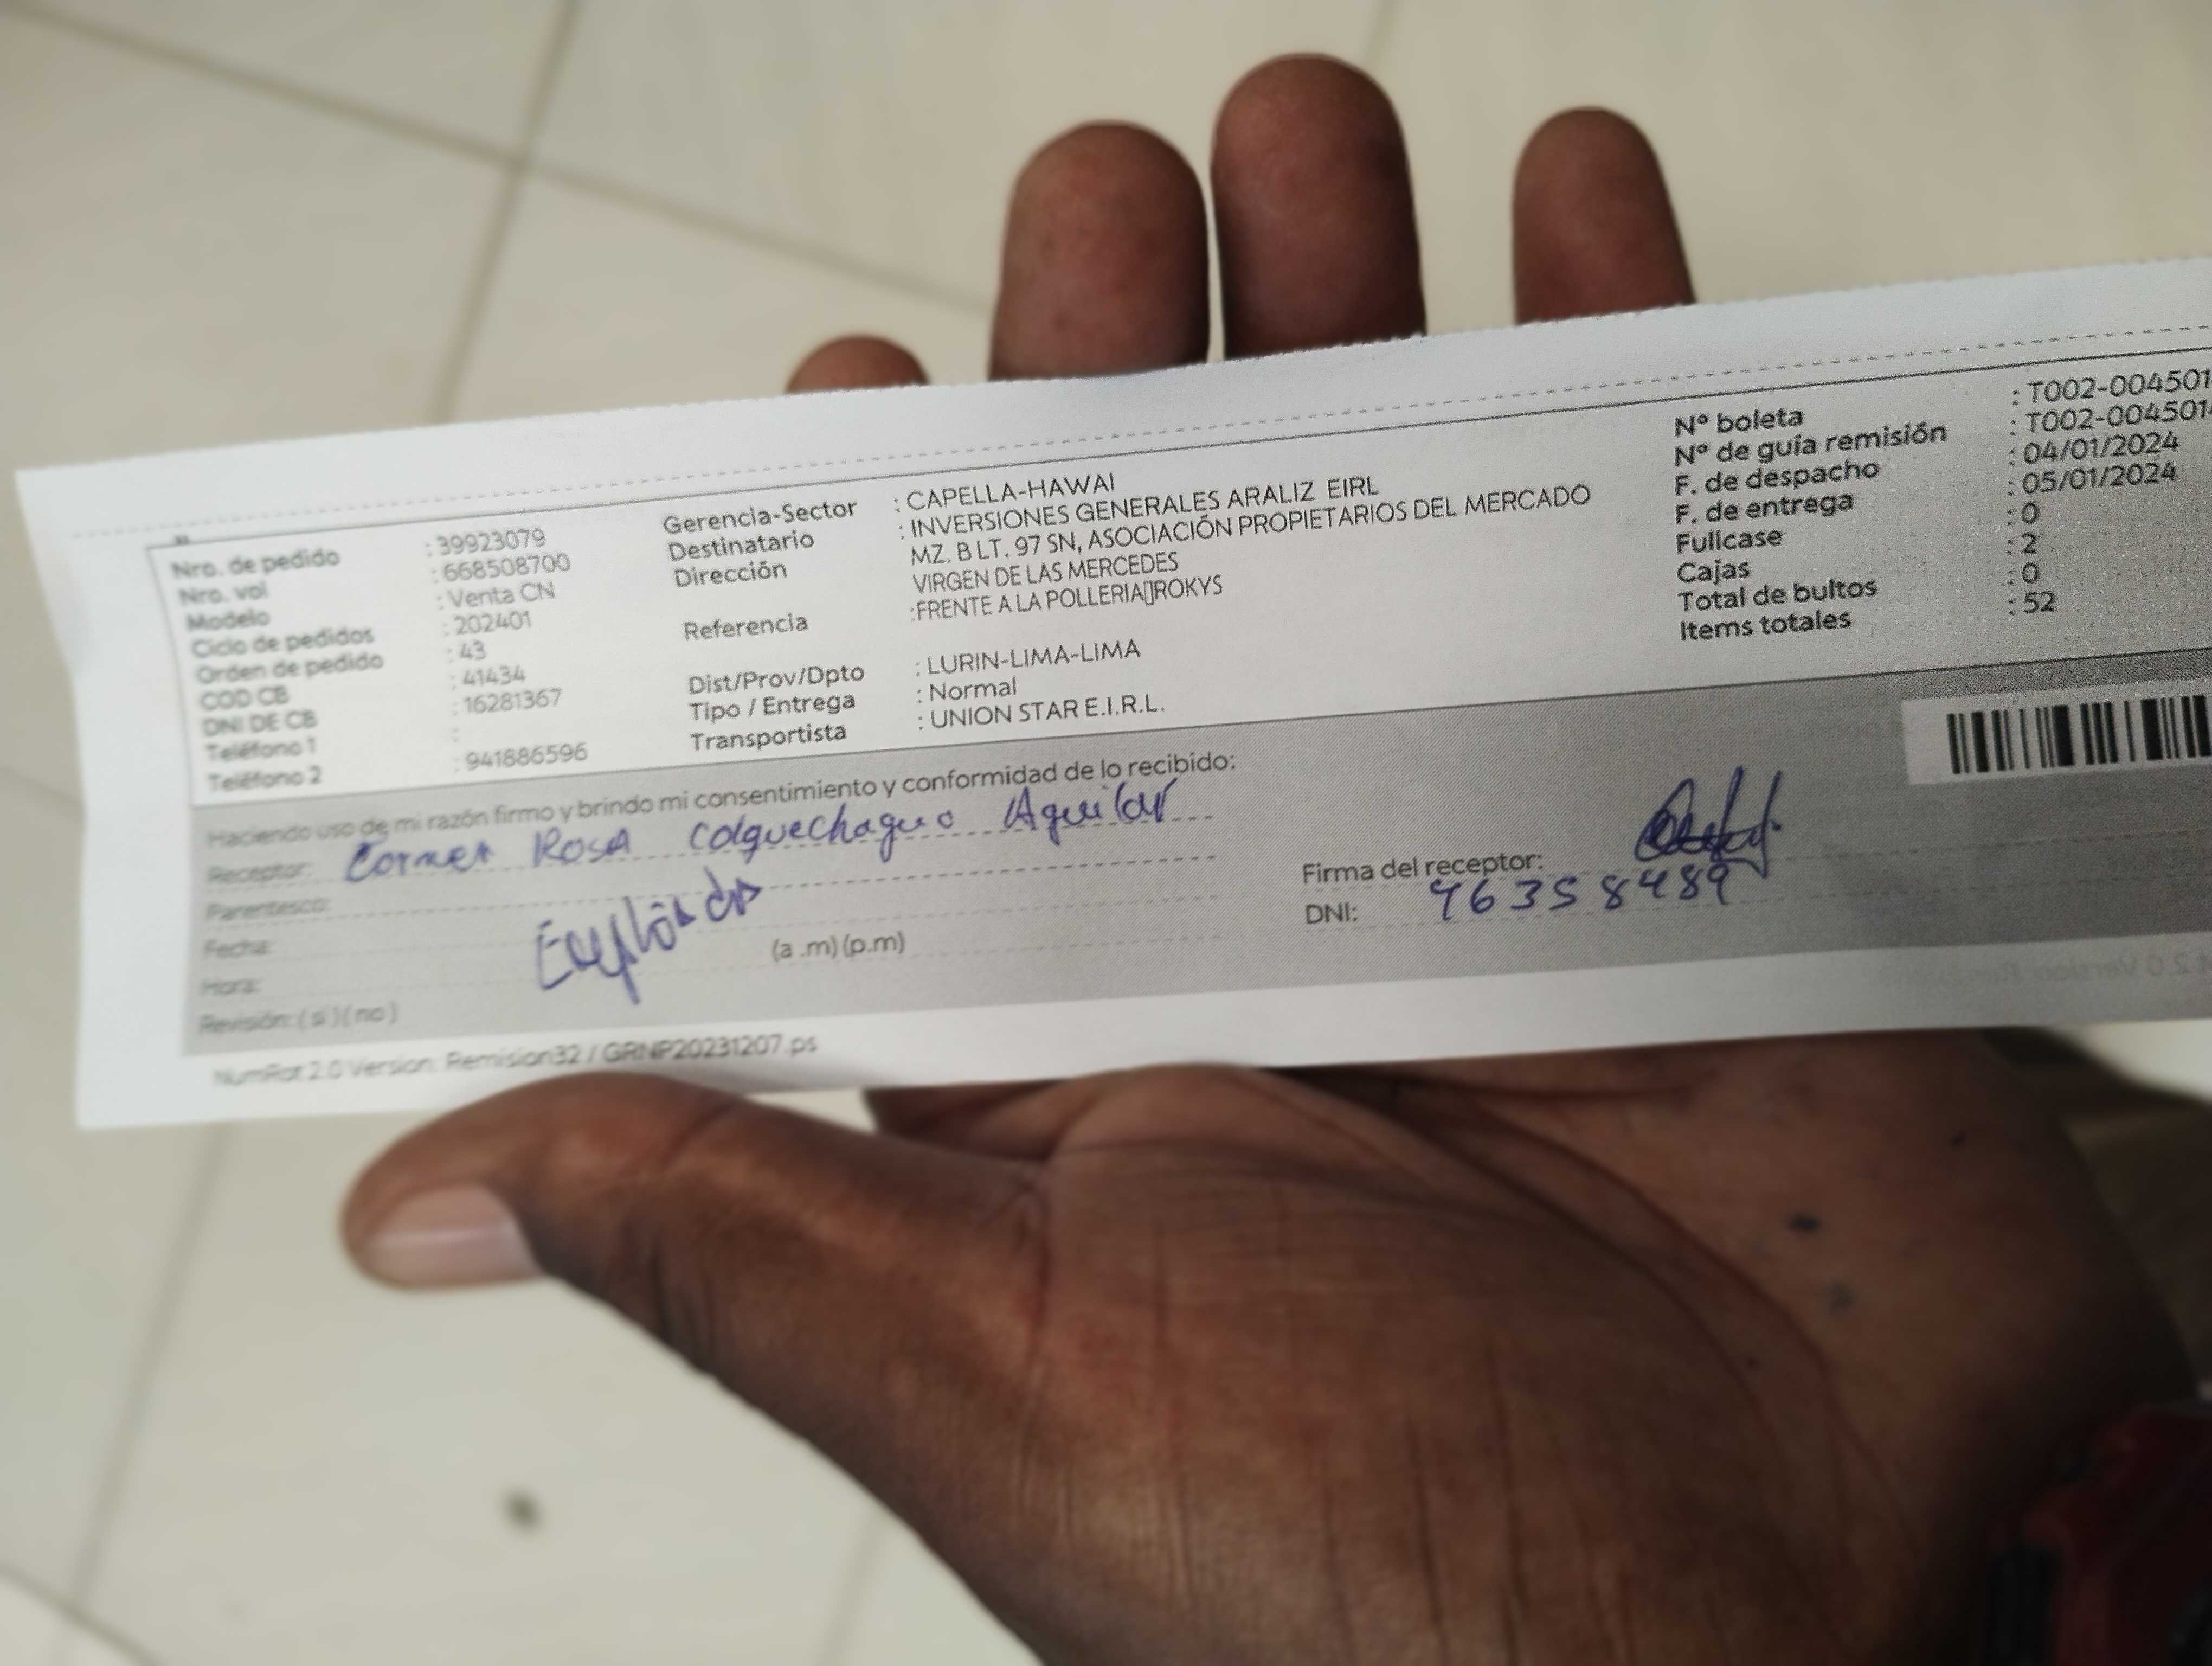 Nro. de pedido : 39923079
Nro. vol : 668508700
Modelo : Venta CN
Ciclo de pedidos : 202401
Orden de pedido : 43
COD CB : 41434
DNI DE CB : 16281367
Teléfono 1 :
Teléfono 2 : 941886596
Gerencia-Sector : CAPELLA-HAWAI
Destinatario : INVERSIONES GENERALES ARALIZ EIRL
Dirección MZ. B LT. 97 SN, ASOCIACIÓN PROPIETARIOS DEL MERCADO
VIRGEN DE LAS MERCEDES
Referencia :FRENTE A LA POLLERIA▯ROKYS
Dist/Prov/Dpto : LURIN-LIMA-LIMA
Tipo / Entrega : Normal
Transportista : UNION STAR E.I.R.L.
Nº boleta : T002-004501
Nº de guía remisión : T002-004501
F. de despacho : 04/01/2024
F. de entrega : 05/01/2024
Fullcase : 0
Cajas : 2
Total de bultos : 0
Items totales : 52
Haciendo uso de mi razón firmo y brindo mi consentimiento y conformidad de lo recibido:
Receptor: Rosa Aguilar
Parentesco:
Fecha:
Hora: (a .m) (p.m)
Revisión: ( si ) ( no )
Firma del receptor:
DNI: 76358489
NumRot 2.0 Version: Remision32 / GRNP20231207.ps